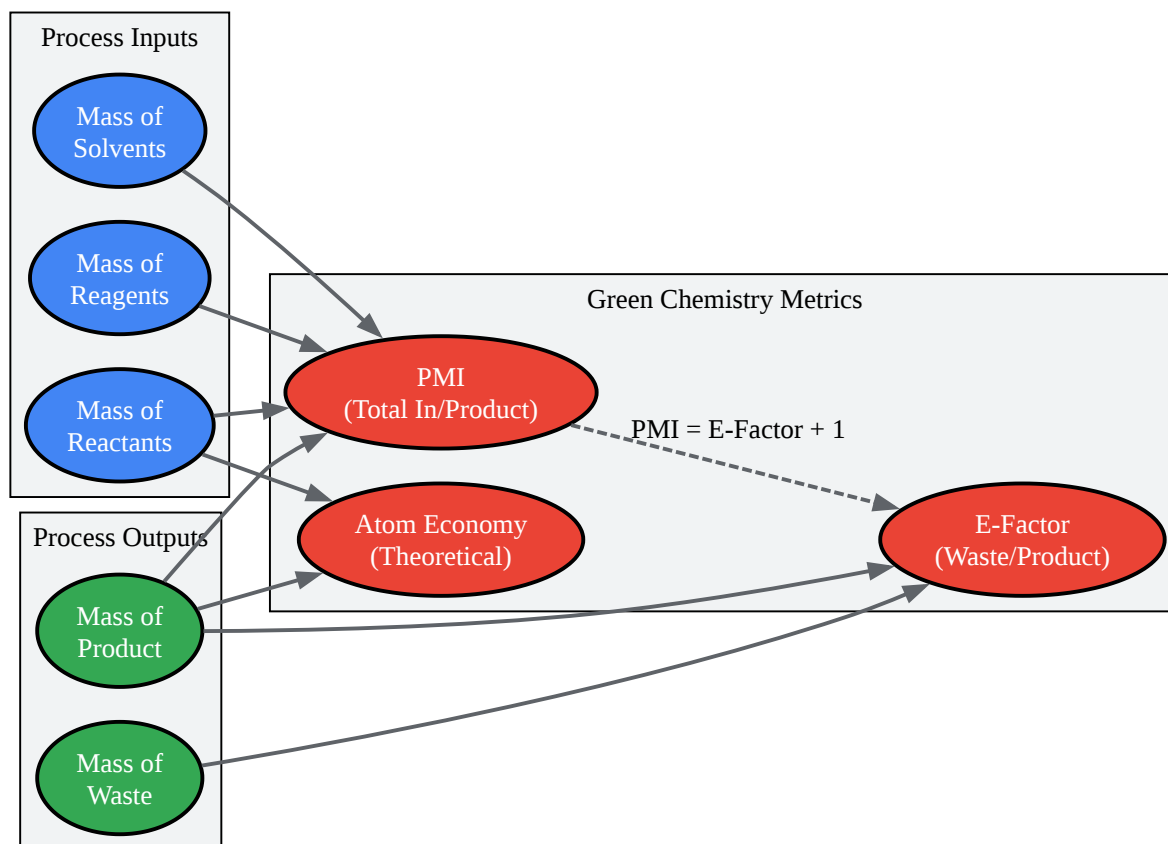 Process Inputs
Mass of
Solvents
Mass of
Reagents
Mass of
Reactants
Green Chemistry Metrics
PMI
(Total In/Product)
PMI = E-Factor + 1
Atom Economy
(Theoretical)
E-Factor
(Waste/Product)
Process Outputs
Mass of
Product
Mass of
Waste